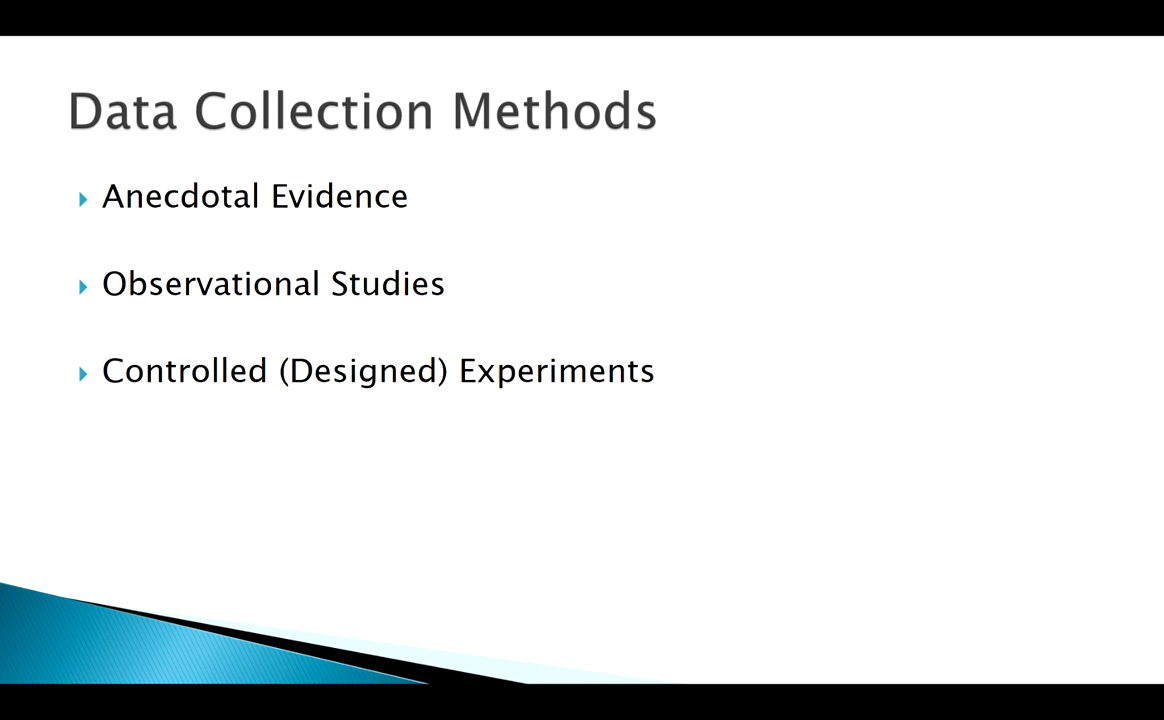 Data Collection Methods
Anecdotal Evidence
Observational Studies
Controlled (Designed) Experiments